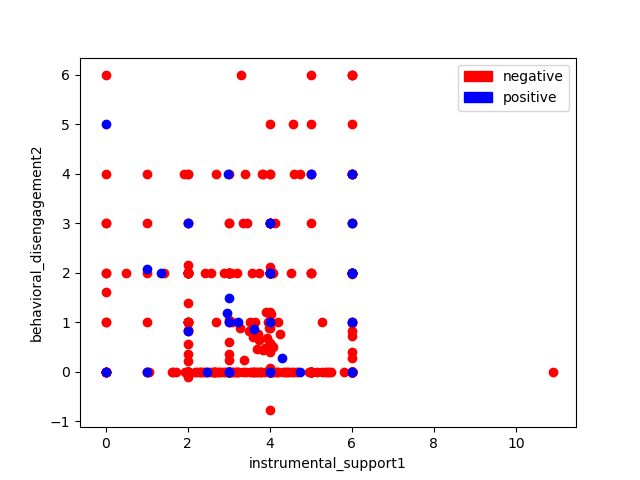 negative
positive
behavioral_disengagement2
6
5
4
3
2
1
0
−1
0 2 4 6 8 10
instrumental_support1